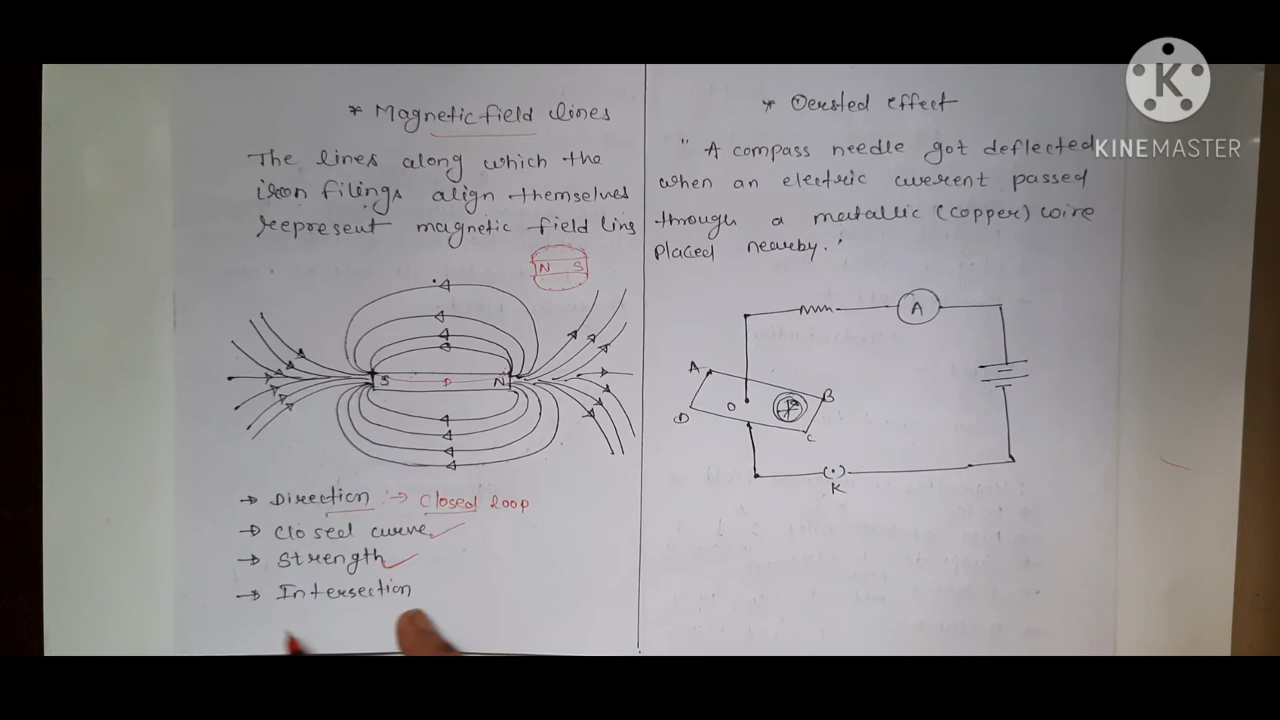 * Magnetic field lines
The lines along which the
iron filings align themselves
represent magnetic field lins
N S
S N
→ Direction :→ Closed loop
→ Closed curve
→ Strength
→ Intersection
* Oersted effect
" A compass needle got deflected
when an electric current passed
through a metallic (copper) wire
placed nearby."
A
A
B
O
D
C
K
K
KINEMASTER